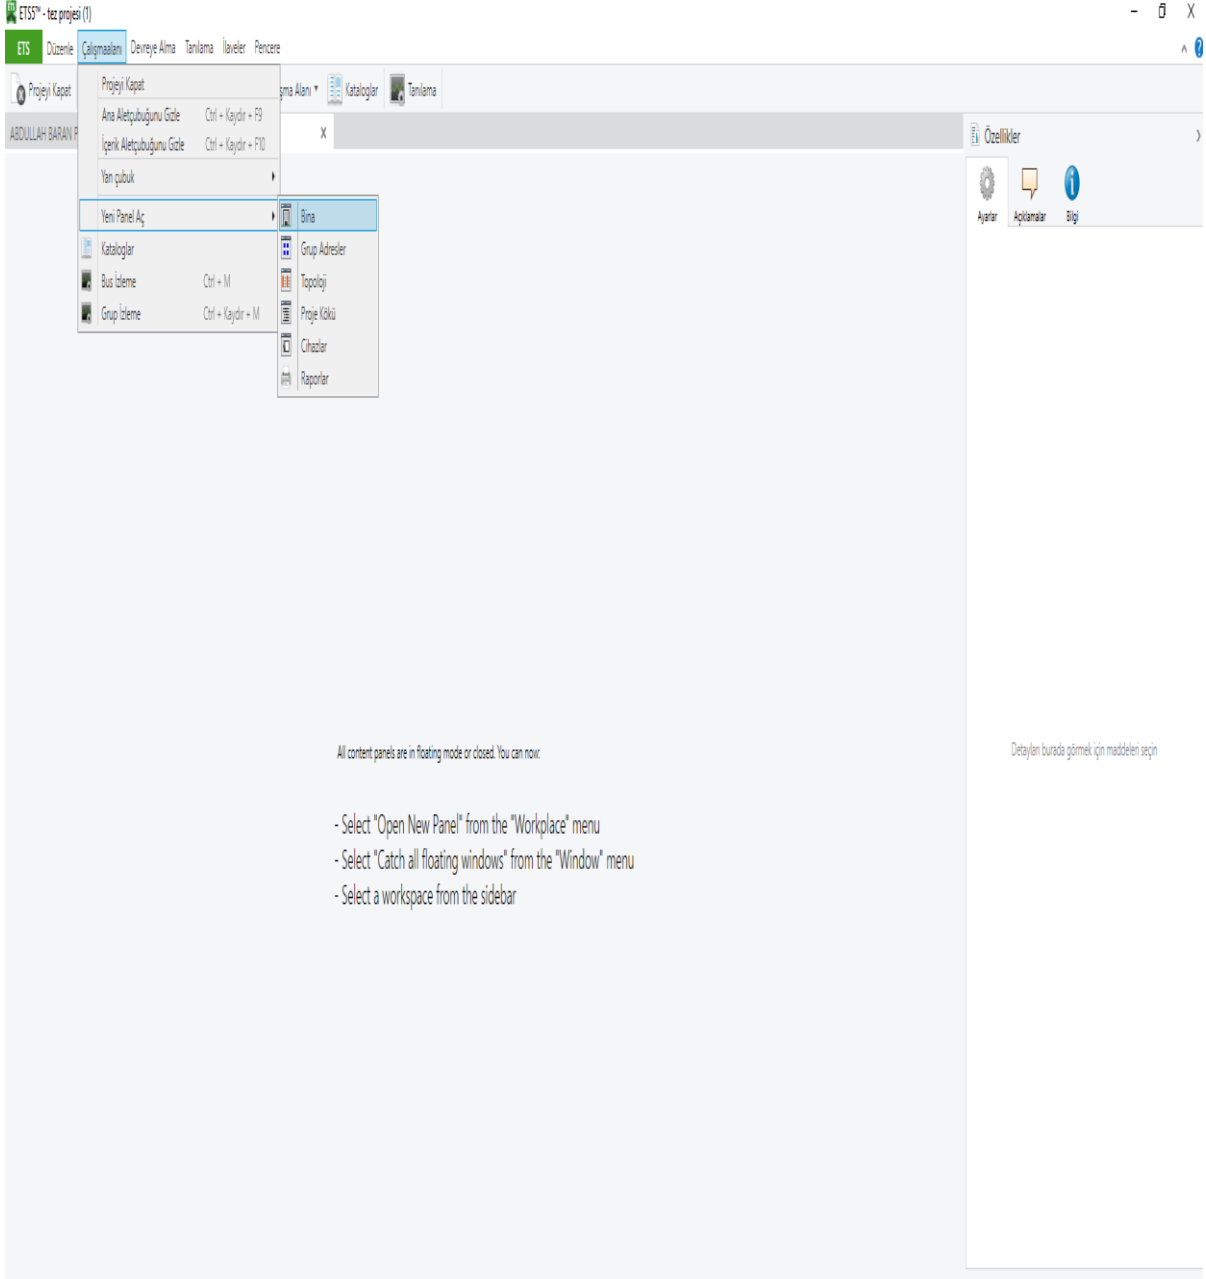 ETS5™ - tez projesi (1)
ETS Düzenle Çalışmaalanı Devreye Alma Tanılama İlaveler Pencere
Projeyi Kapat şma Alanı Kataloglar Tanılama
ABDULLAH BARAN P
Projeyi Kapat
Ana Aletçubuğunu Gizle Ctrl + Kaydır + F9
İçerik Aletçubuğunu Gizle Ctrl + Kaydır + F10
Yan çubuk
Yeni Panel Aç
Kataloglar
Bus İzleme Ctrl + M
Grup İzleme Ctrl + Kaydır + M
Bina
Grup Adresler
Topoloji
Proje Kökü
Cihazlar
Raporlar
Özellikler
Ayarlar Açıklamalar Bilgi
All content panels are in floating mode or closed. You can now:
- Select "Open New Panel" from the "Workplace" menu
- Select "Catch all floating windows" from the "Window" menu
- Select a workspace from the sidebar
Detayları burada görmek için maddeleri seçin